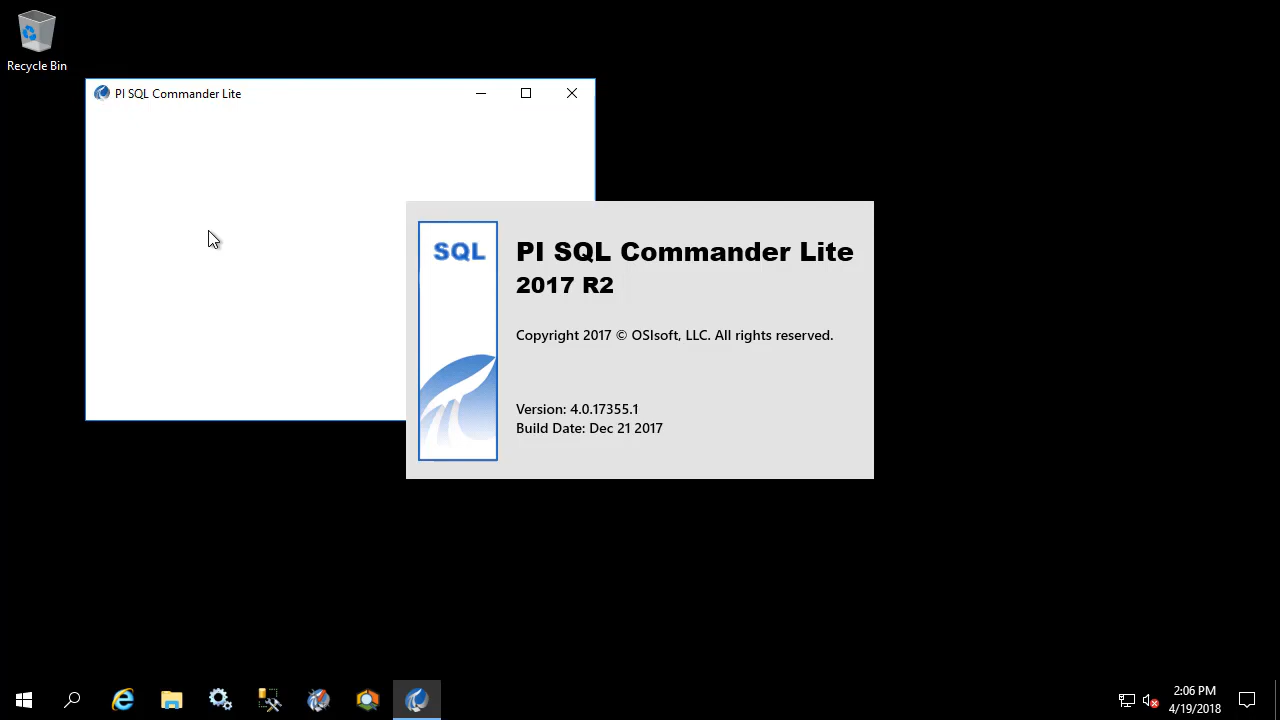 Recycle Bin
PI SQL Commander Lite
SQL
PI SQL Commander Lite
2017 R2
Copyright 2017 © OSIsoft, LLC. All rights reserved.
Version: 4.0.17355.1
Build Date: Dec 21 2017
2:06 PM
4/19/2018